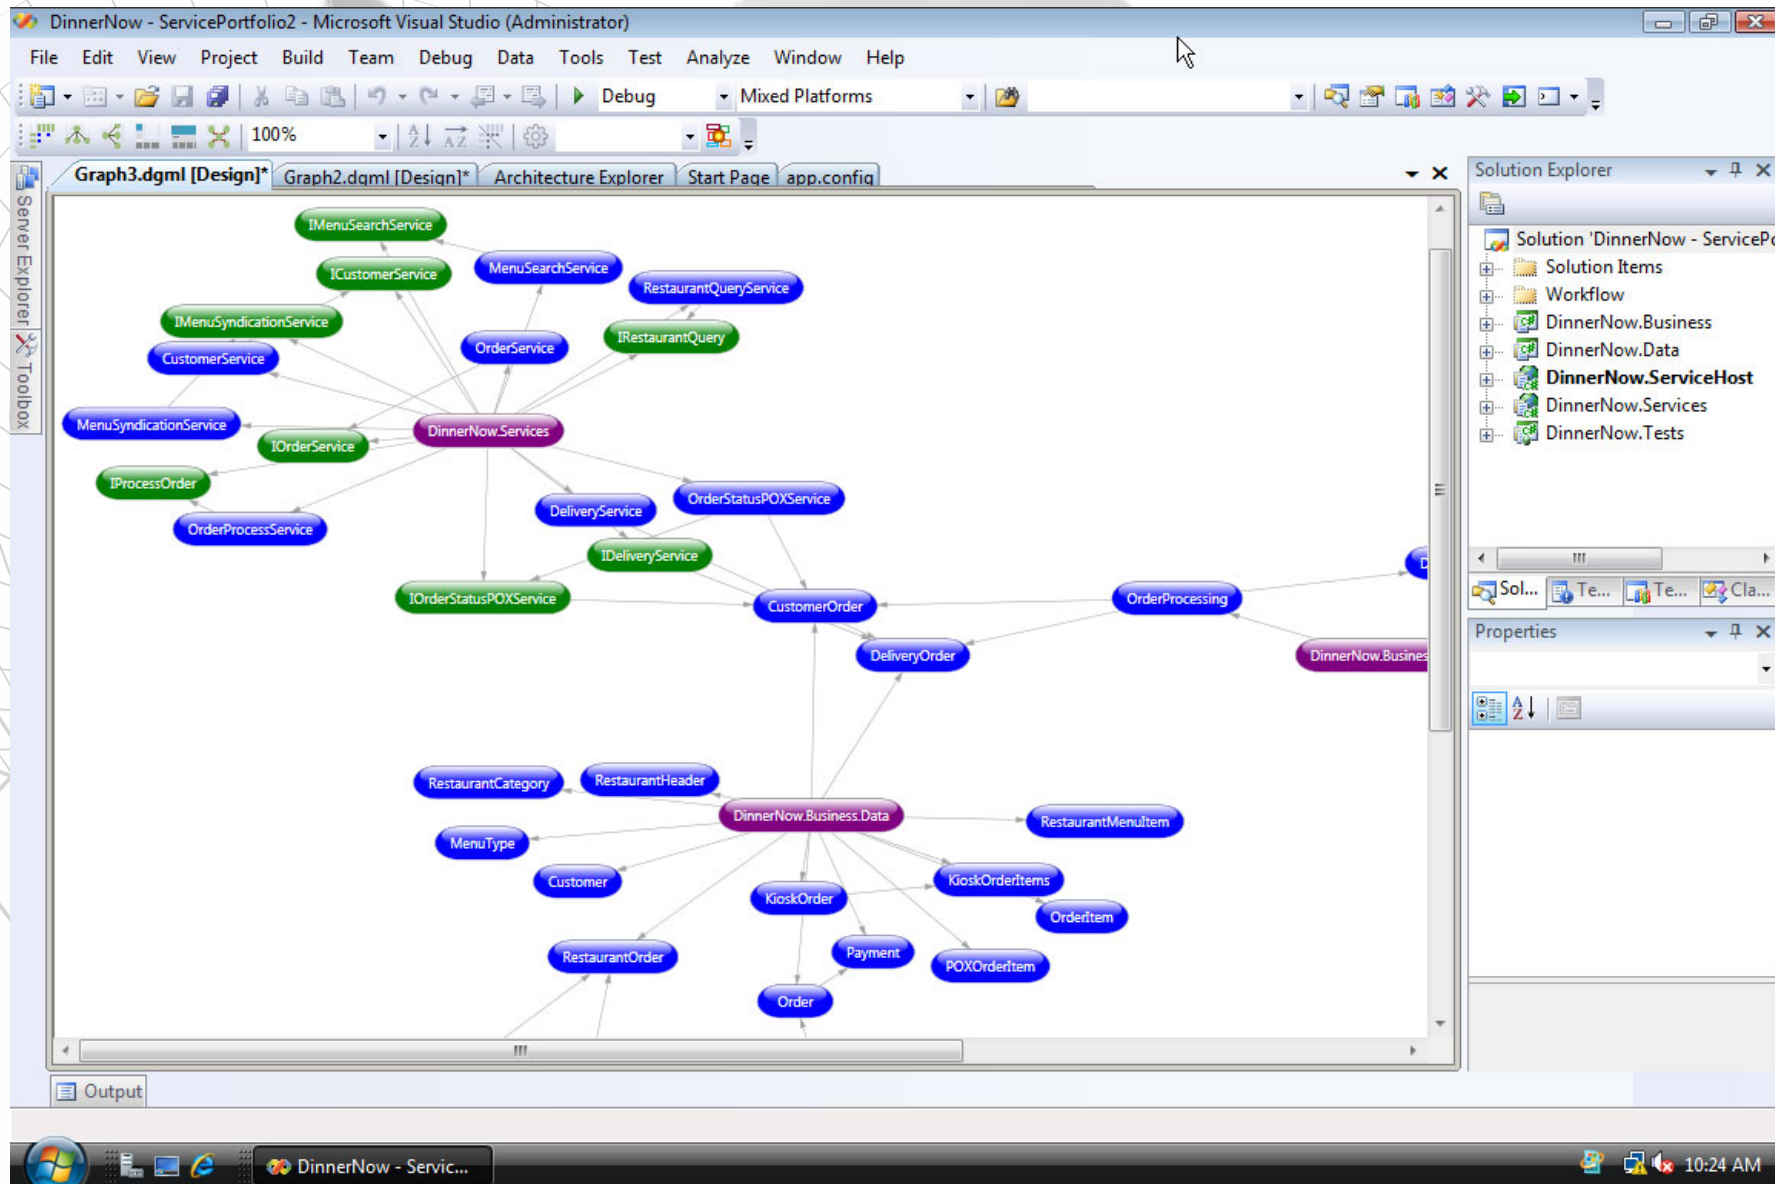 DinnerNow - ServicePortfolio2 - Microsoft Visual Studio (Administrator)
File Edit View Project Build Team Debug Data Tools Test Analyze Window Help
Debug Mixed Platforms
100%
Graph3.dgml [Design]* Graph2.dgml [Design]* Architecture Explorer Start Page app.config
Server Explorer
Toolbox
IMenuSearchService
ICustomerService
MenuSearchService
RestaurantQueryService
IMenuSyndicationService
IRestaurantQuery
CustomerService
OrderService
MenuSyndicationService
DinnerNow.Services
IOrderService
IProcessOrder
OrderProcessService
DeliveryService
OrderStatusPOXService
IDeliveryService
IOrderStatusPOXService
CustomerOrder
OrderProcessing
D
DeliveryOrder
DinnerNow.Busines
RestaurantCategory
RestaurantHeader
DinnerNow.Business.Data
RestaurantMenuItem
MenuType
Customer
KioskOrder
KioskOrderItems
OrderItem
RestaurantOrder
Payment
POXOrderItem
Order
Solution Explorer
Solution 'DinnerNow - ServicePo
Solution Items
Workflow
DinnerNow.Business
DinnerNow.Data
DinnerNow.ServiceHost
DinnerNow.Services
DinnerNow.Tests
Sol... Te... Te... Cla...
Properties
Output
DinnerNow - Servic...
10:24 AM